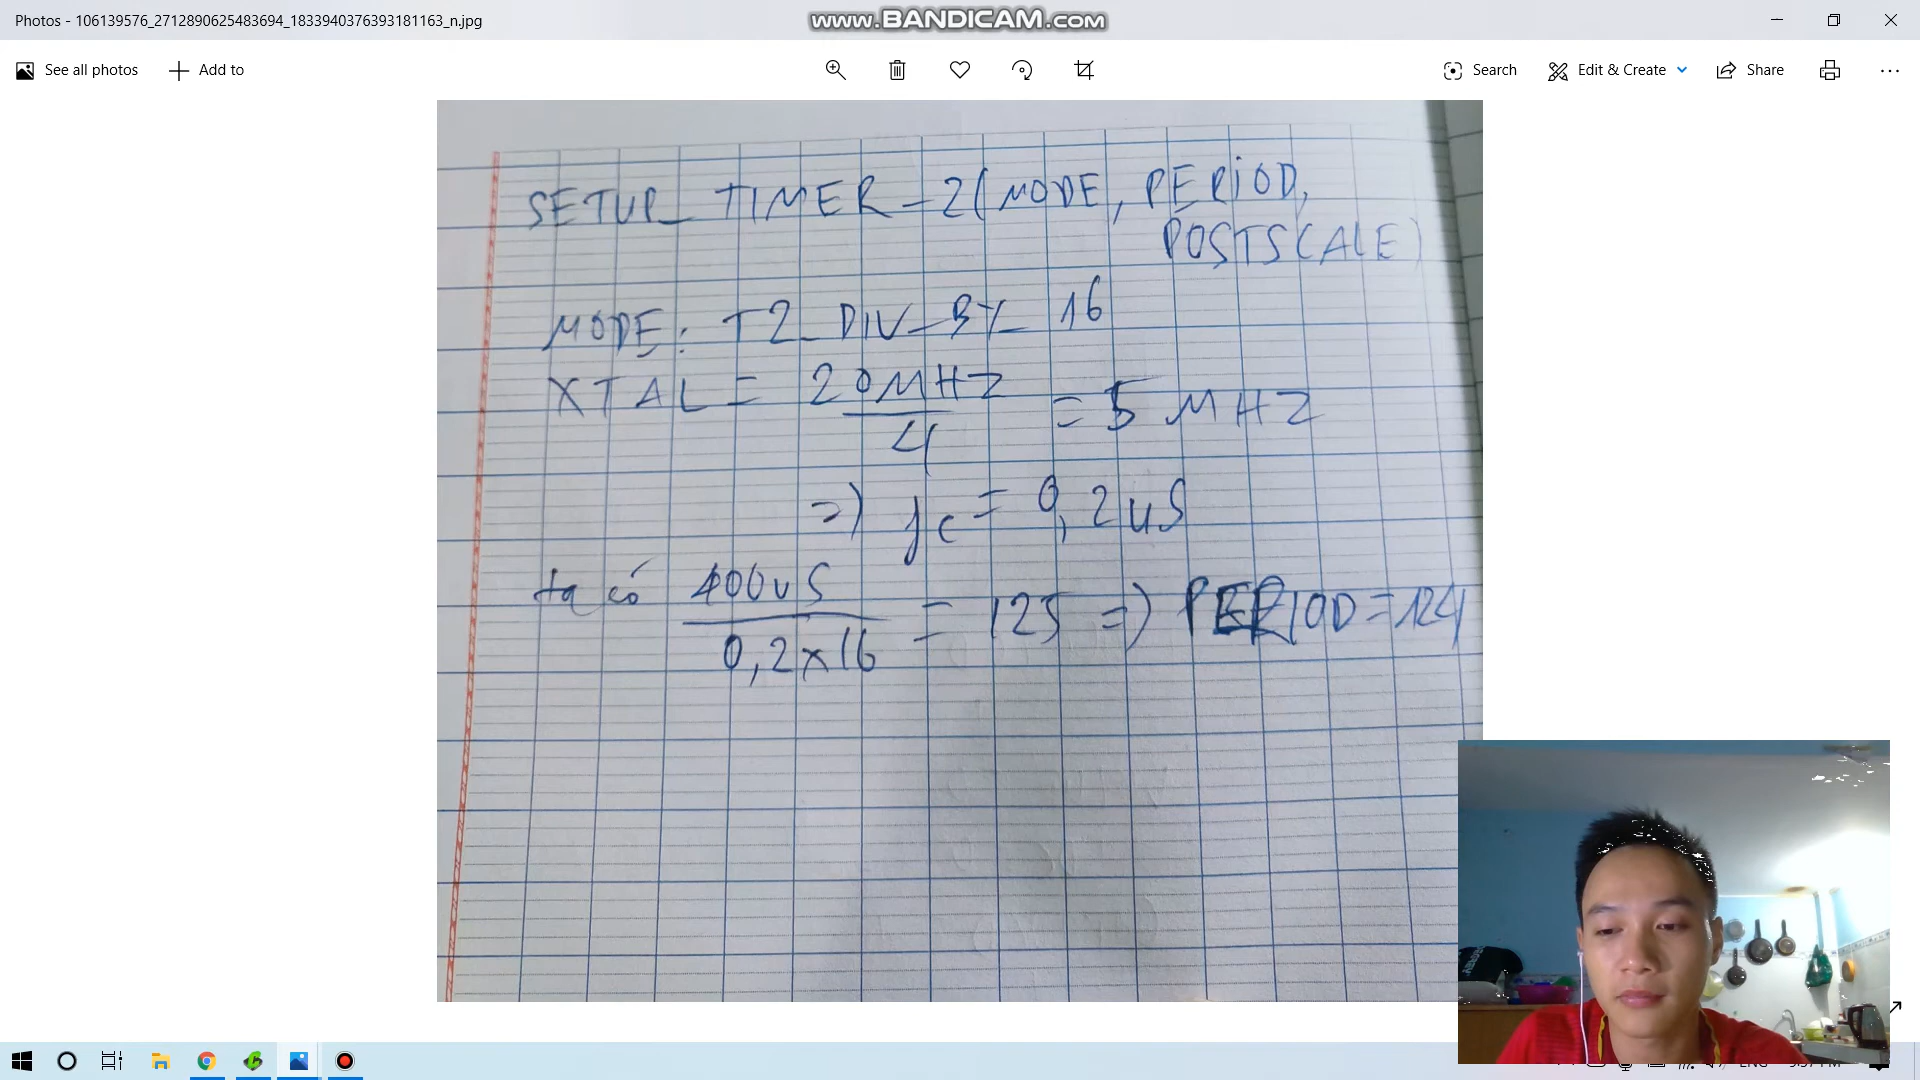 Photos - 106139576_2712890625483694_1833940376393181163_n.jpg
www.BANDICAM.com
See all photos
Add to
Search
Edit & Create
Share
SETUP_TIMER_2(MODE, PERIOD,
POSTSCALE)
MODE: T2_DIV_BY_16
XTAL = 20MHZ
4
= 5 MHZ
=) = 0,2uS
ta có 400uS
0,2x16
= 125 =) PERIOD = 124
ENG